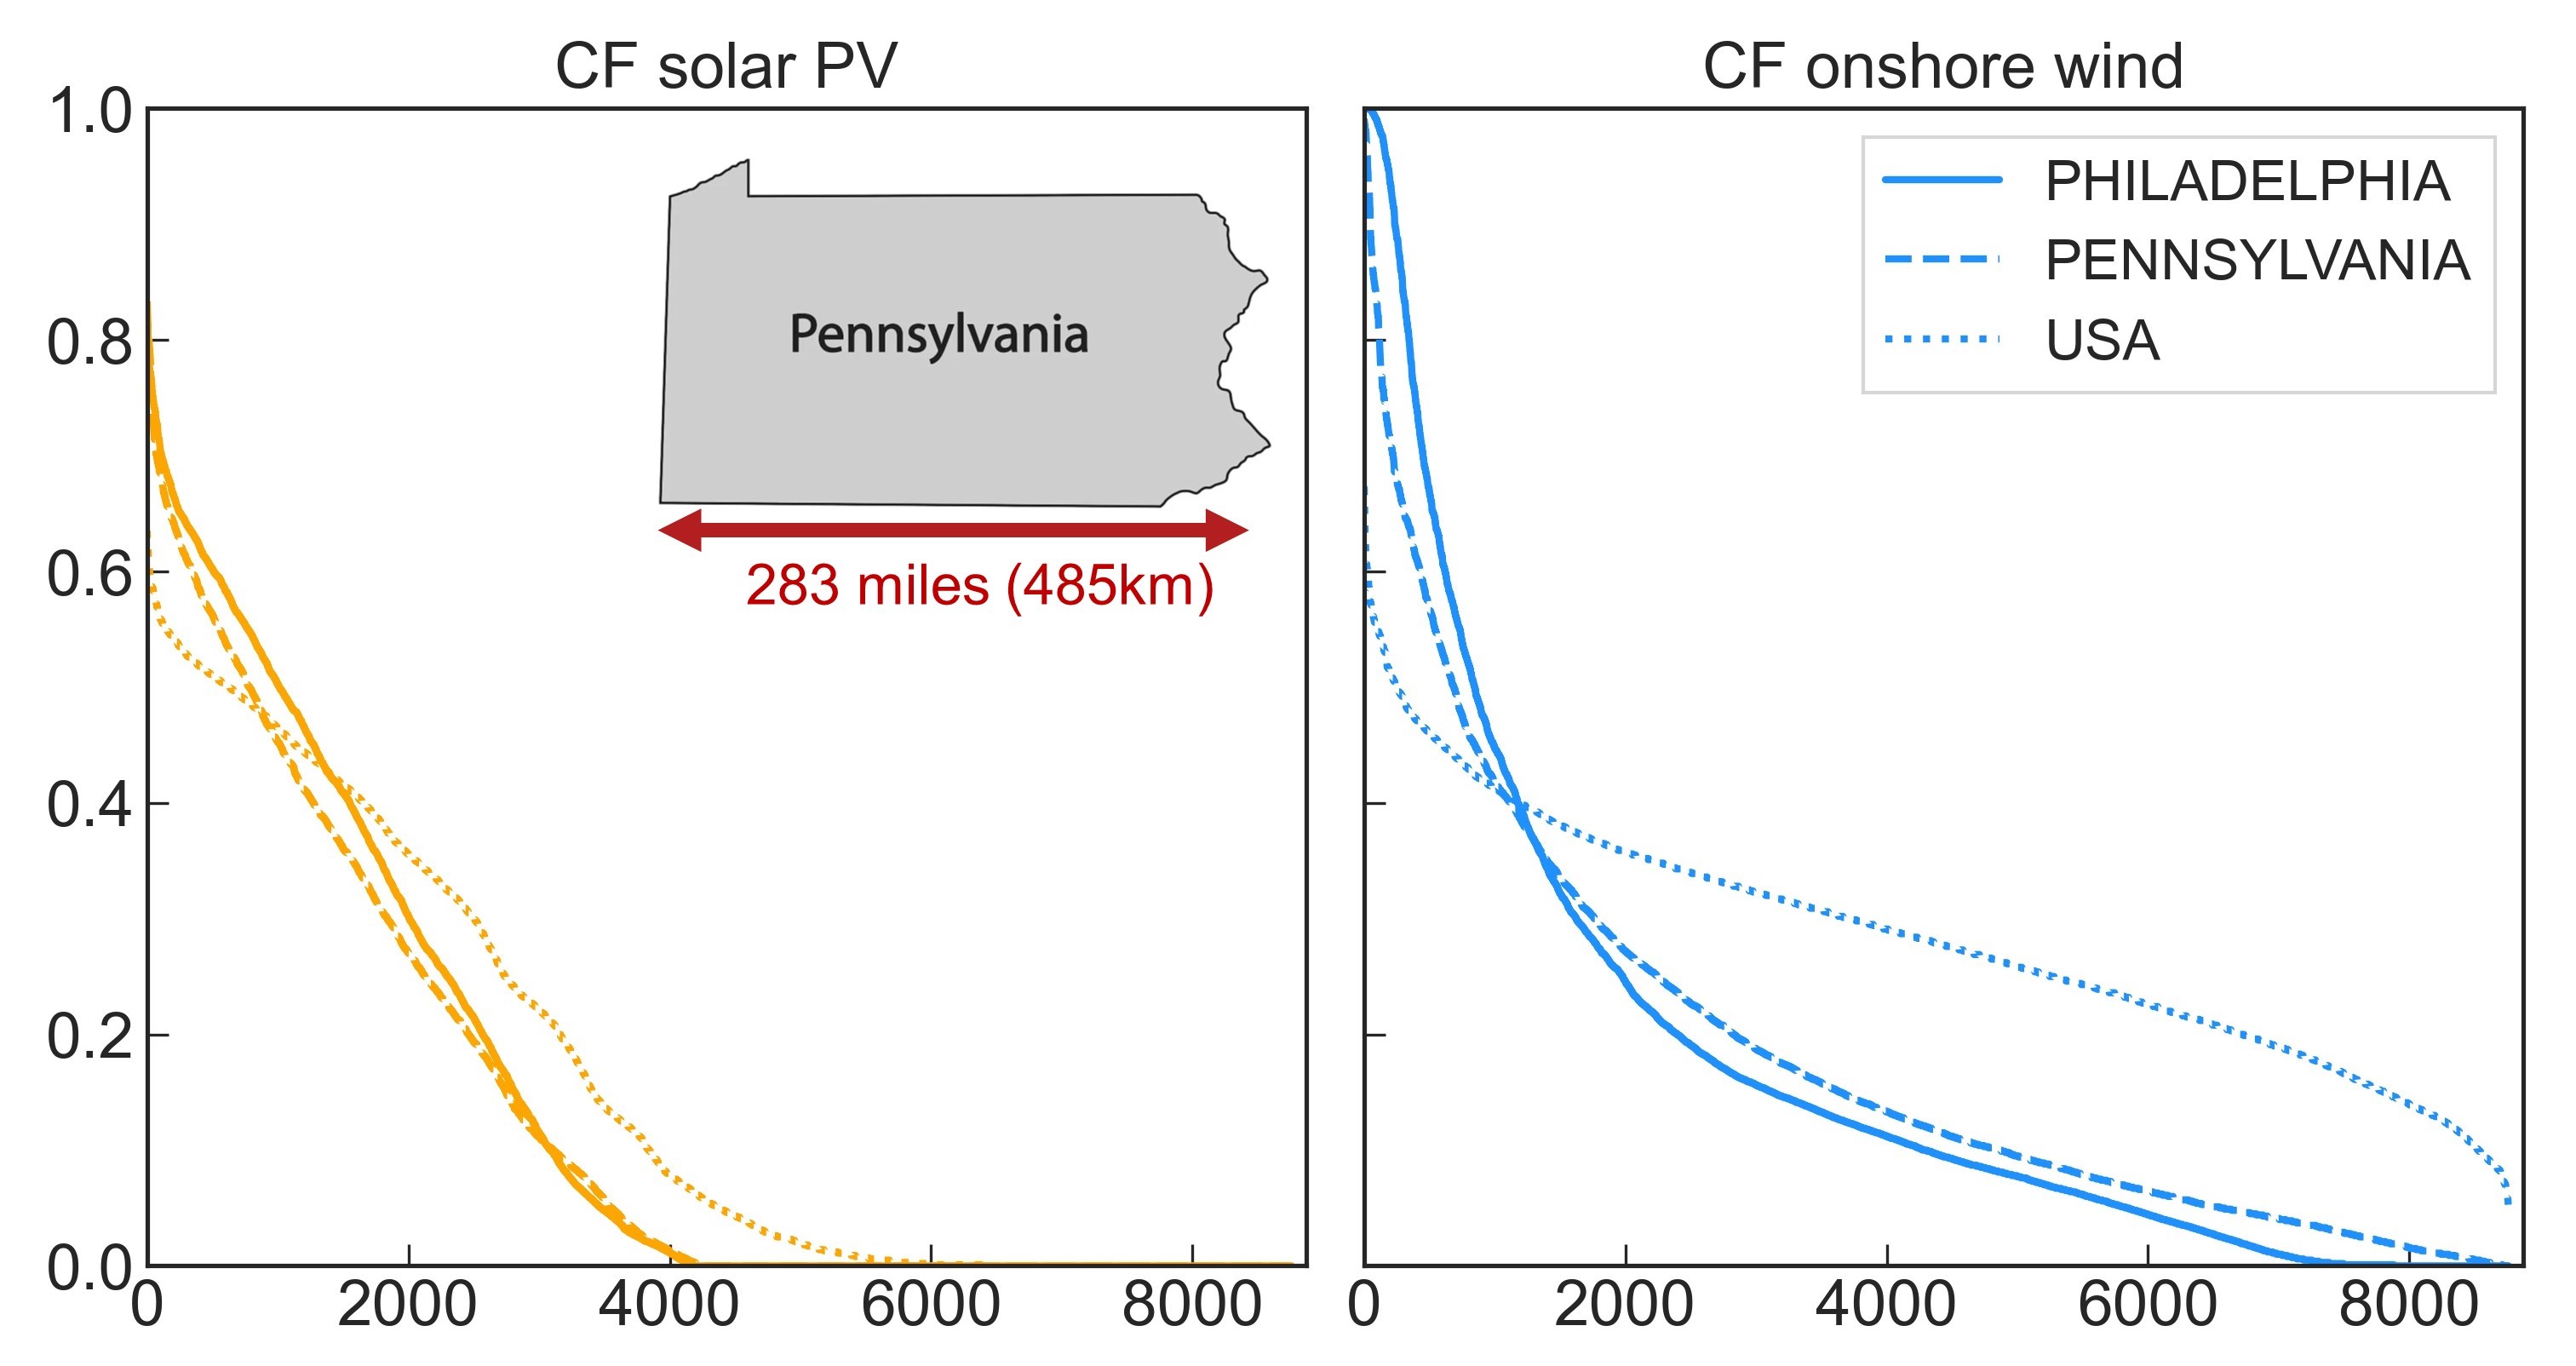 CF solar PV
CF onshore wind
1.0
0.8
0.6
0.4
0.2
0.0
Pennsylvania
283 miles (485km)
PHILADELPHIA
PENNSYLVANIA
USA
0 2000 4000 6000 8000
0 2000 4000 6000 8000